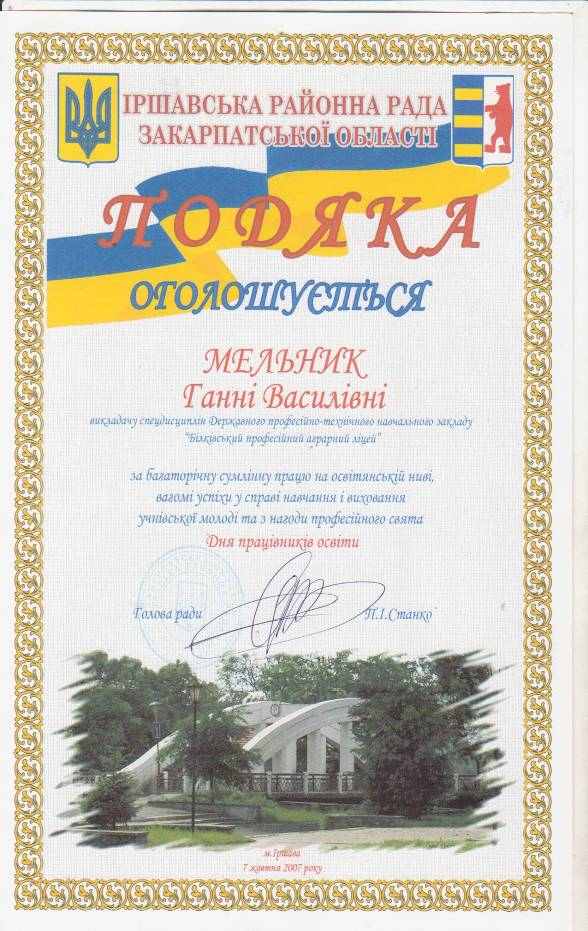 ІРШАВСЬКА РАЙОННА РАДА
ЗАКАРПАТСЬКОЇ ОБЛАСТІ
ПОДЯКА
ОГОЛОШУЄТЬСЯ
МЕЛЬНИК
Ганні Василівні
викладачу спецдисциплін Державного професійно-технічного навчального закладу
"Білківський професійний аграрний ліцей"
за багаторічну сумлінну працю на освітянській ниві,
вагомі успіхи у справі навчання і виховання
учнівської молоді та з нагоди професійного свята
Дня працівників освіти
Голова ради П.І.Станко
м.Іршава
7 жовтня 2007 року